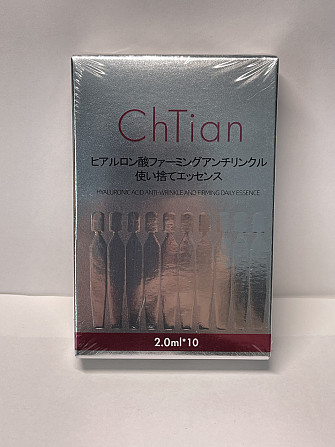 ChTian
ヒアルロン酸ファーミングアンチリンクル
使い捨てエッセンス
HYALURONIC ACID ANTI-WRINKLE AND FIRMING DAILY ESSENCE
2.0ml*10